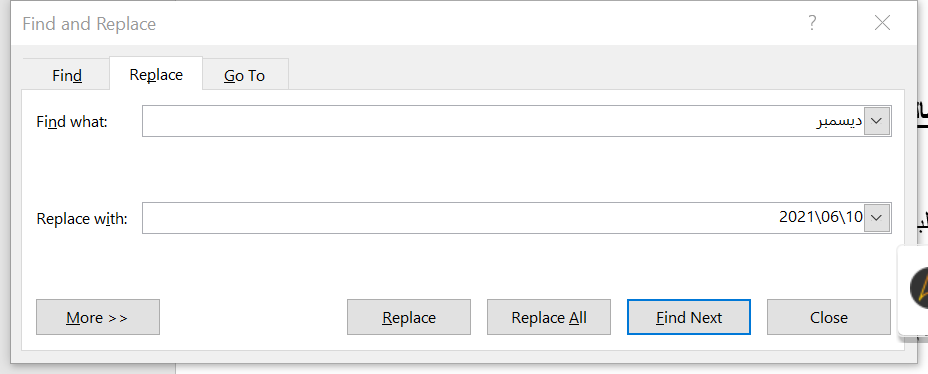 Find and Replace
Find Replace Go To
Find what: ديسمبر
Replace with: 2021\06\10
More >> Replace Replace All Find Next Close